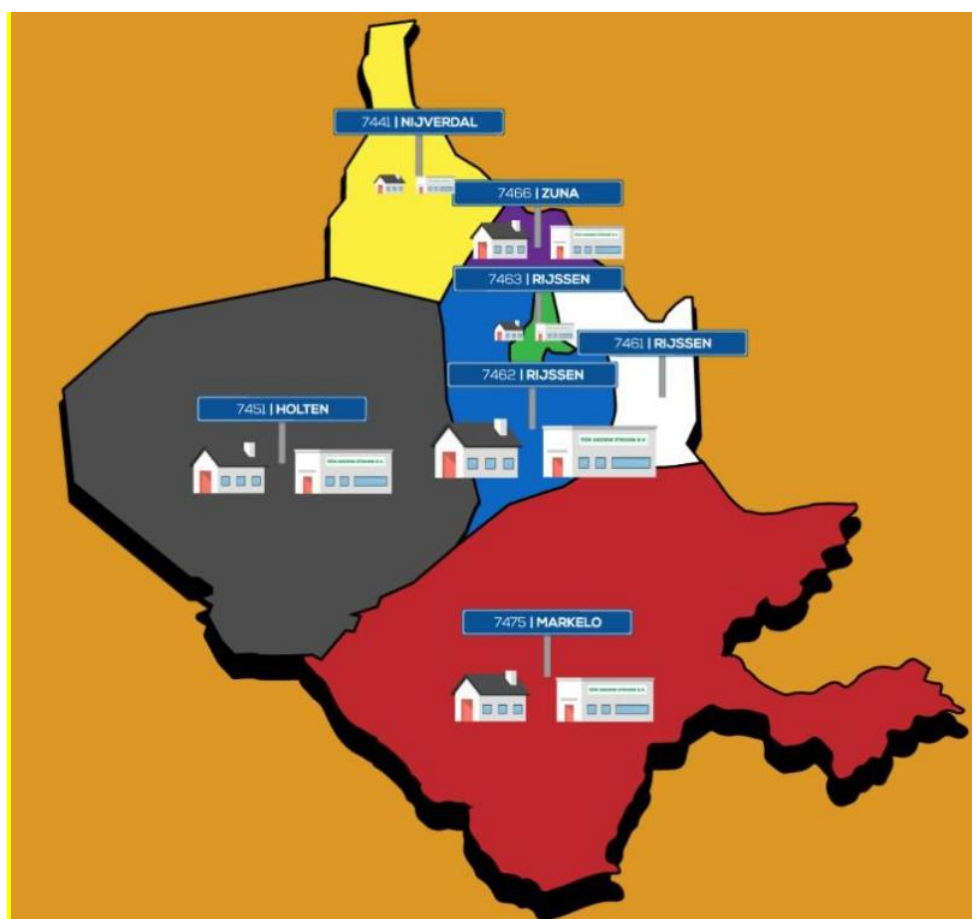 7441 | NIJVERDAL
7466 | ZUNA
7463 | RIJSSEN
7461 | RIJSSEN
7462 | RIJSSEN
7451 | HOLTEN
7475 | MARKELO